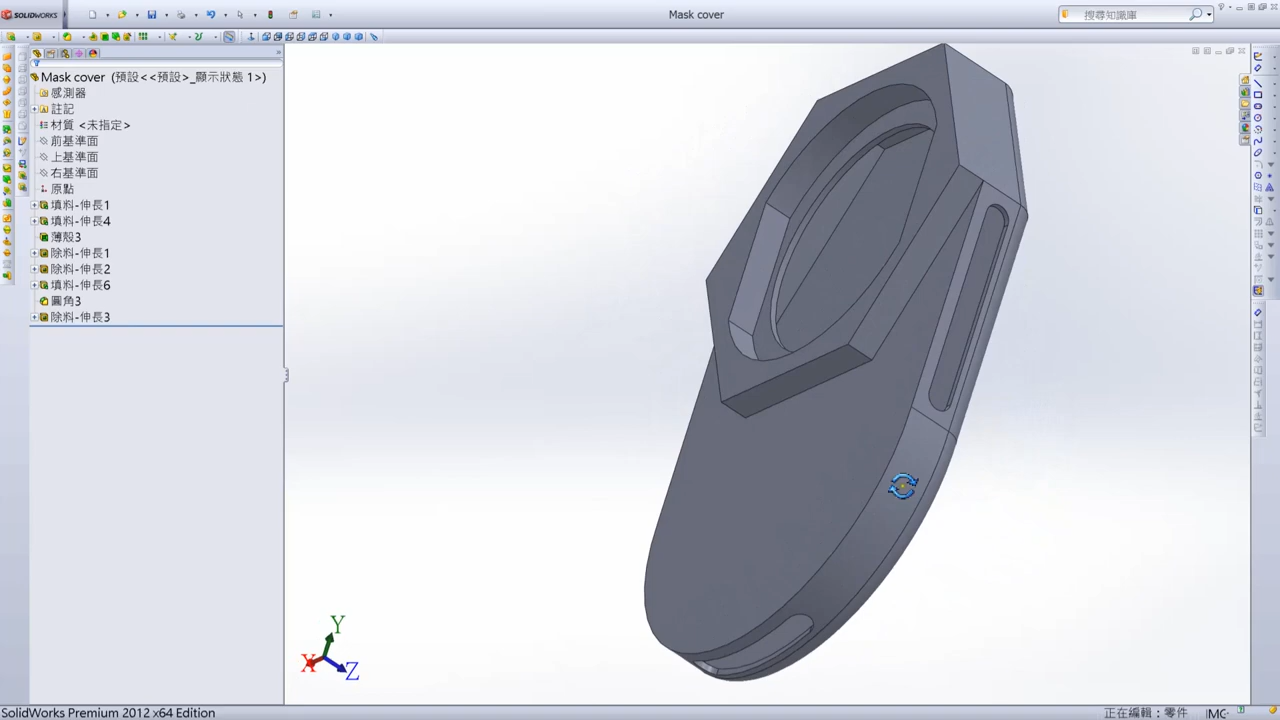 SOLIDWORKS
Mask cover
搜尋知識庫
Mask cover (預設<<預設>_顯示狀態 1>)
感測器
註記
材質 <未指定>
前基準面
上基準面
右基準面
原點
填料-伸長1
填料-伸長4
薄殼3
除料-伸長1
除料-伸長2
填料-伸長6
圓角3
除料-伸長3
Y
X
Z
SolidWorks Premium 2012 x64 Edition
正在編輯：零件